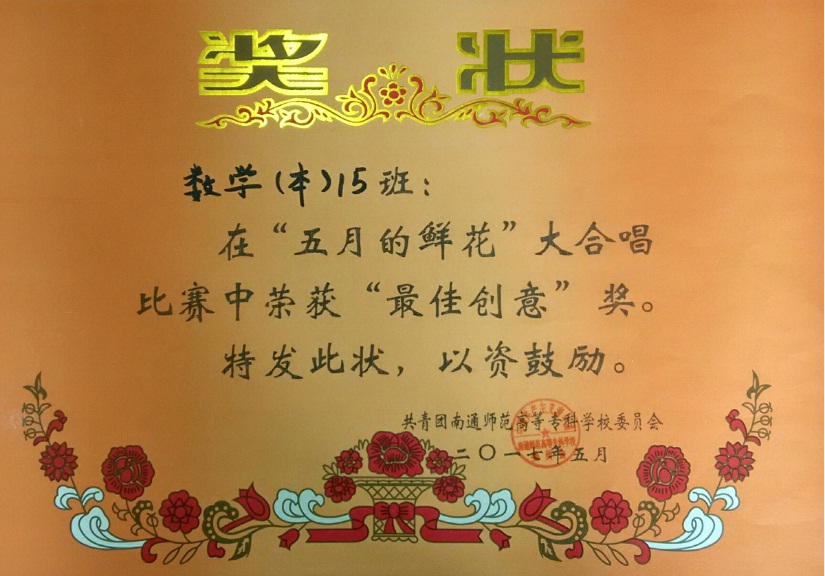 奖状
数学(本)15班：
在“五月的鲜花”大合唱
比赛中荣获“最佳创意”奖。
特发此状，以资鼓励。
共青团南通师范高等专科学校委员会
二〇一七年五月